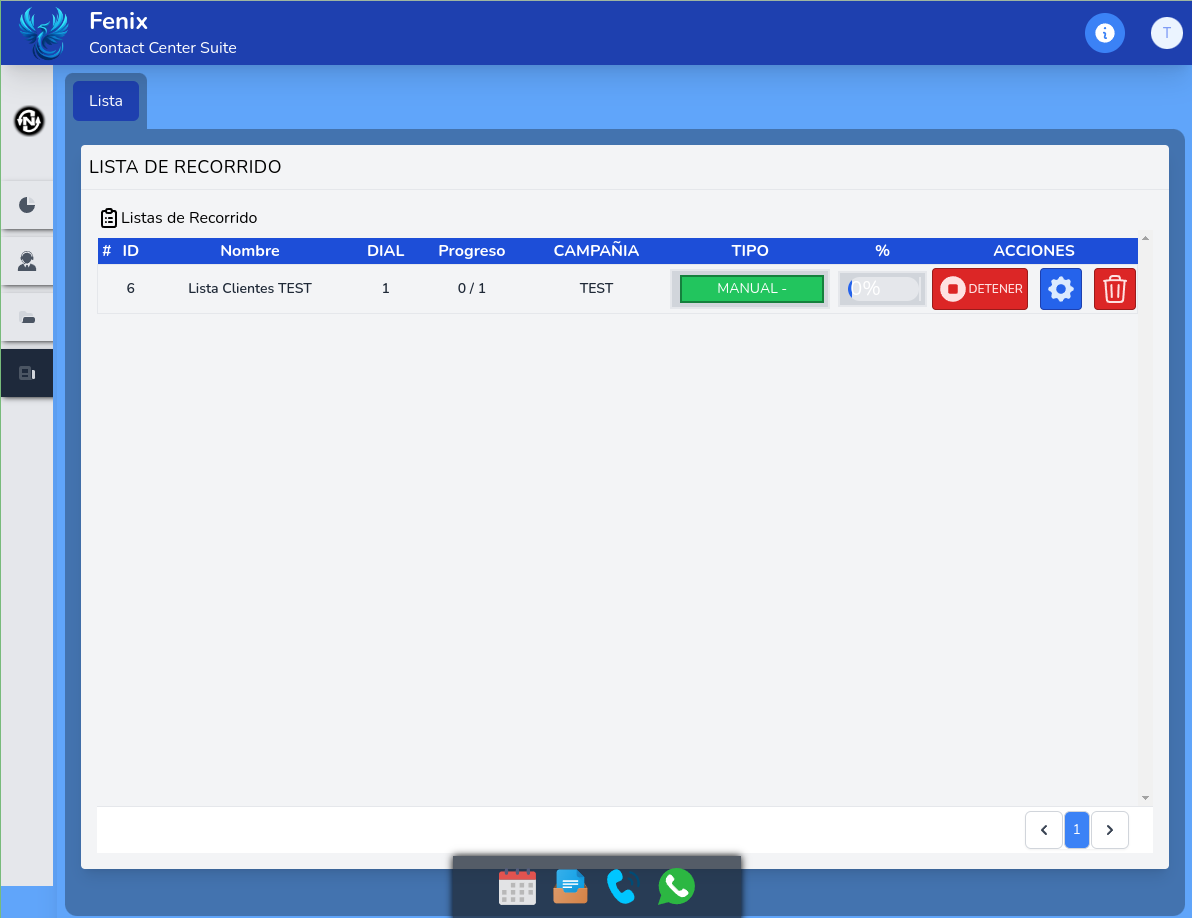 Fenix
Contact Center Suite
T
N
Lista
LISTA DE RECORRIDO
Listas de Recorrido
# ID Nombre DIAL Progreso CAMPAÑIA TIPO % ACCIONES
6 Lista Clientes TEST 1 0 / 1 TEST MANUAL - 0% DETENER
1